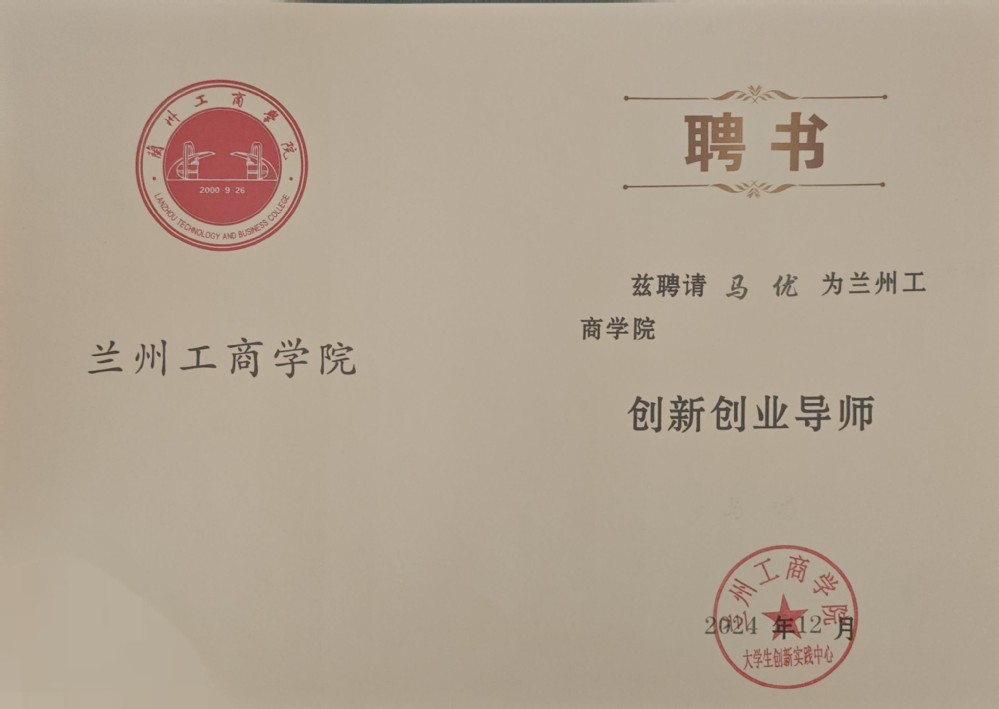 蘭州工商學院
2000 9 26
LANZHOU TECHNOLOGY AND BUSINESS COLLEGE
兰州工商学院
聘书
兹聘请 马优 为兰州工
商学院
创新创业导师
兰州工商学院
2024 年12 月
大学生创新实践中心